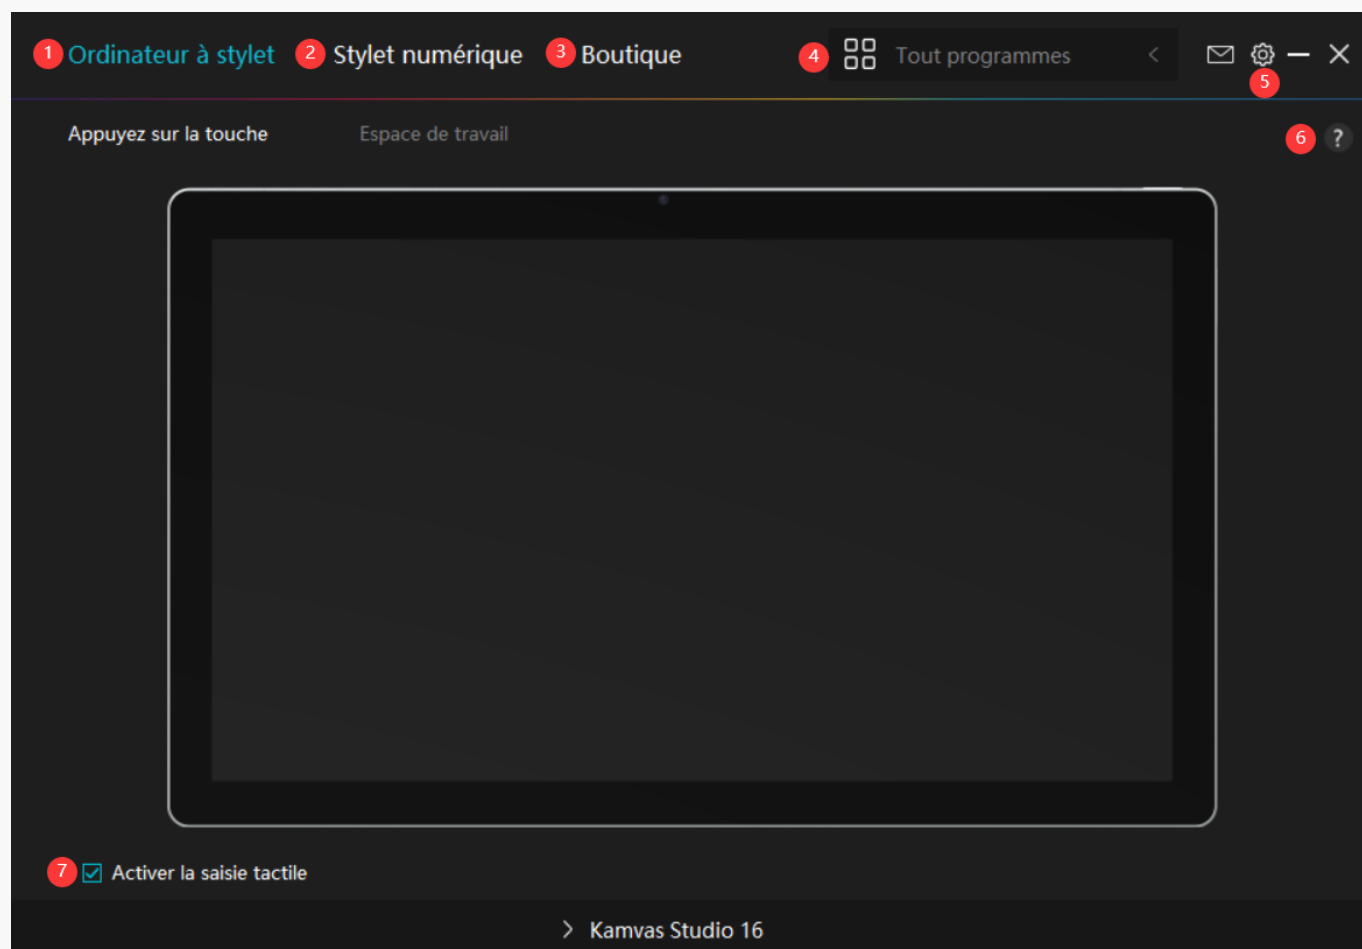 1 Ordinateur à stylet 2 Stylet numérique 3 Boutique 4 Tout programmes
5
Appuyez sur la touche Espace de travail 6 ?
7 Activer la saisie tactile
Kamvas Studio 16